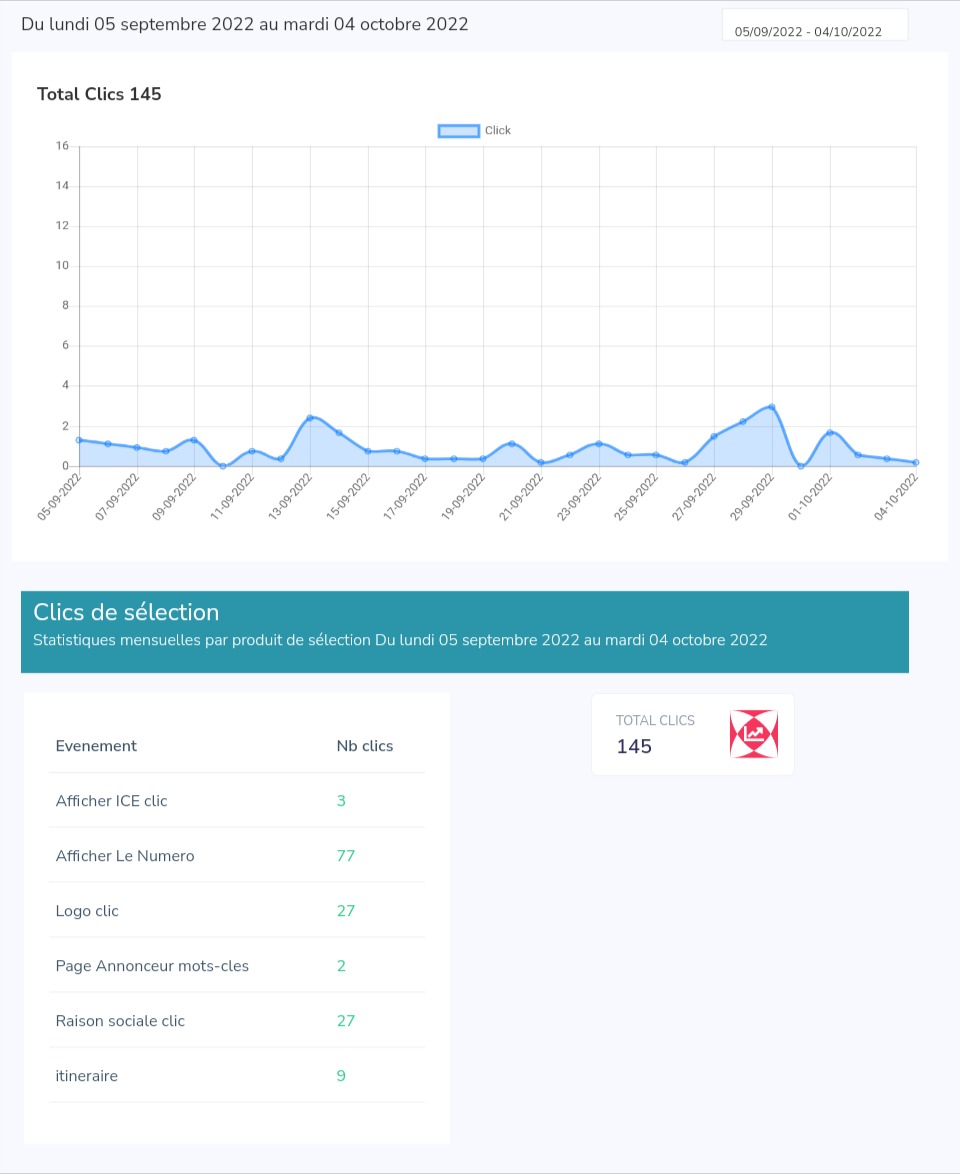 Du lundi 05 septembre 2022 au mardi 04 octobre 2022
05/09/2022 - 04/10/2022
Total Clics 145
Click
16
14
12
10
8
6
4
2
0
05-09-2022
07-09-2022
09-09-2022
11-09-2022
13-09-2022
15-09-2022
17-09-2022
19-09-2022
21-09-2022
23-09-2022
25-09-2022
27-09-2022
29-09-2022
01-10-2022
04-10-2022
Clics de sélection
Statistiques mensuelles par produit de sélection Du lundi 05 septembre 2022 au mardi 04 octobre 2022
TOTAL CLICS
145
Evenement Nb clics
Afficher ICE clic 3
Afficher Le Numero 77
Logo clic 27
Page Annonceur mots-cles 2
Raison sociale clic 27
itineraire 9